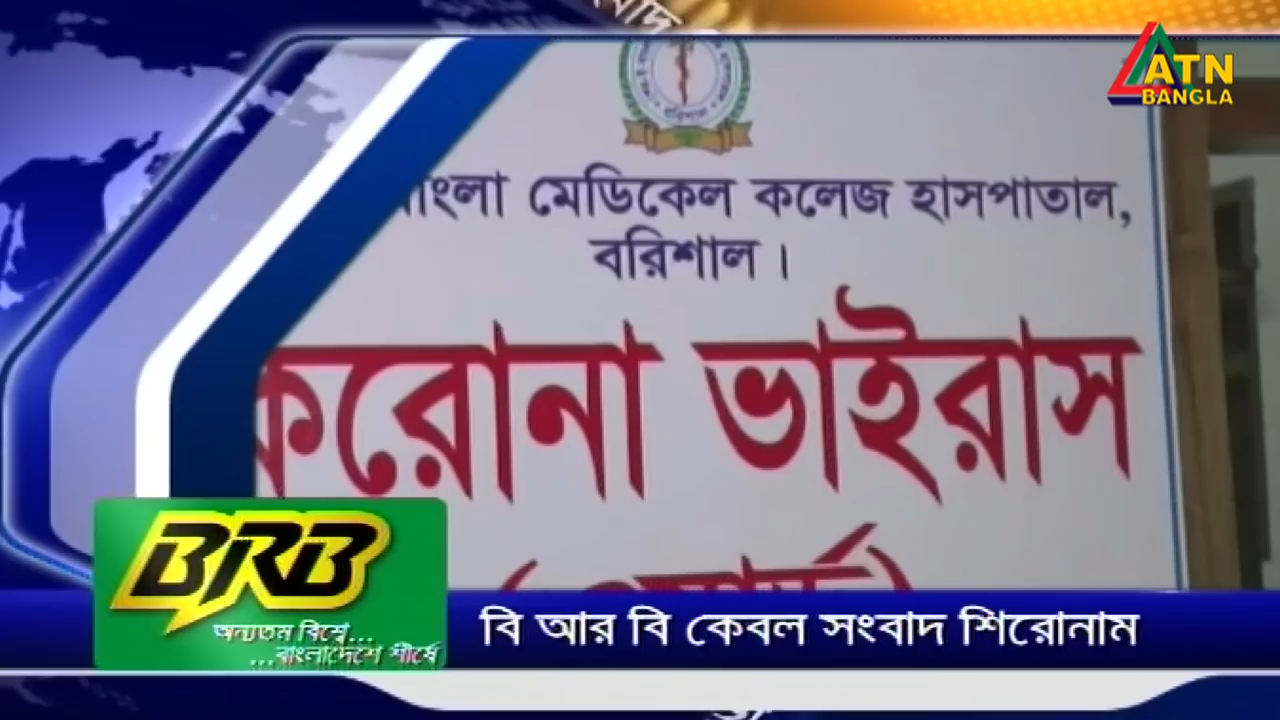 ATN
BANGLA
বাংলা মেডিকেল কলেজ হাসপাতাল,
বরিশাল।
করোনা ভাইরাস
BRB
অন্যতম বিশ্বে...
...বাংলাদেশে শীর্ষে
বি আর বি কেবল সংবাদ শিরোনাম